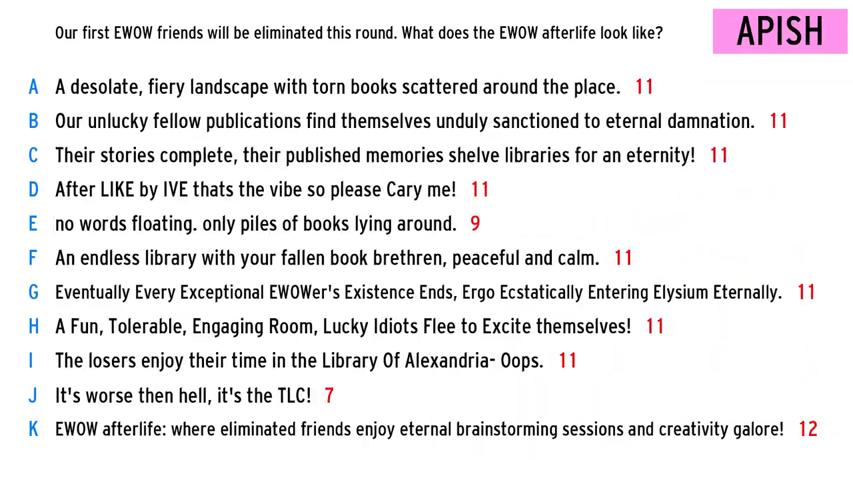 Our first EWOW friends will be eliminated this round. What does the EWOW afterlife look like?
APISH
A A desolate, fiery landscape with torn books scattered around the place. 11
B Our unlucky fellow publications find themselves unduly sanctioned to eternal damnation. 11
C Their stories complete, their published memories shelve libraries for an eternity! 11
D After LIKE by IVE thats the vibe so please Cary me! 11
E no words floating. only piles of books lying around. 9
F An endless library with your fallen book brethren, peaceful and calm. 11
G Eventually Every Exceptional EWOWer's Existence Ends, Ergo Ecstatically Entering Elysium Eternally. 11
H A Fun, Tolerable, Engaging Room, Lucky Idiots Flee to Excite themselves! 11
I The losers enjoy their time in the Library Of Alexandria- Oops. 11
J It's worse then hell, it's the TLC! 7
K EWOW afterlife: where eliminated friends enjoy eternal brainstorming sessions and creativity galore! 12